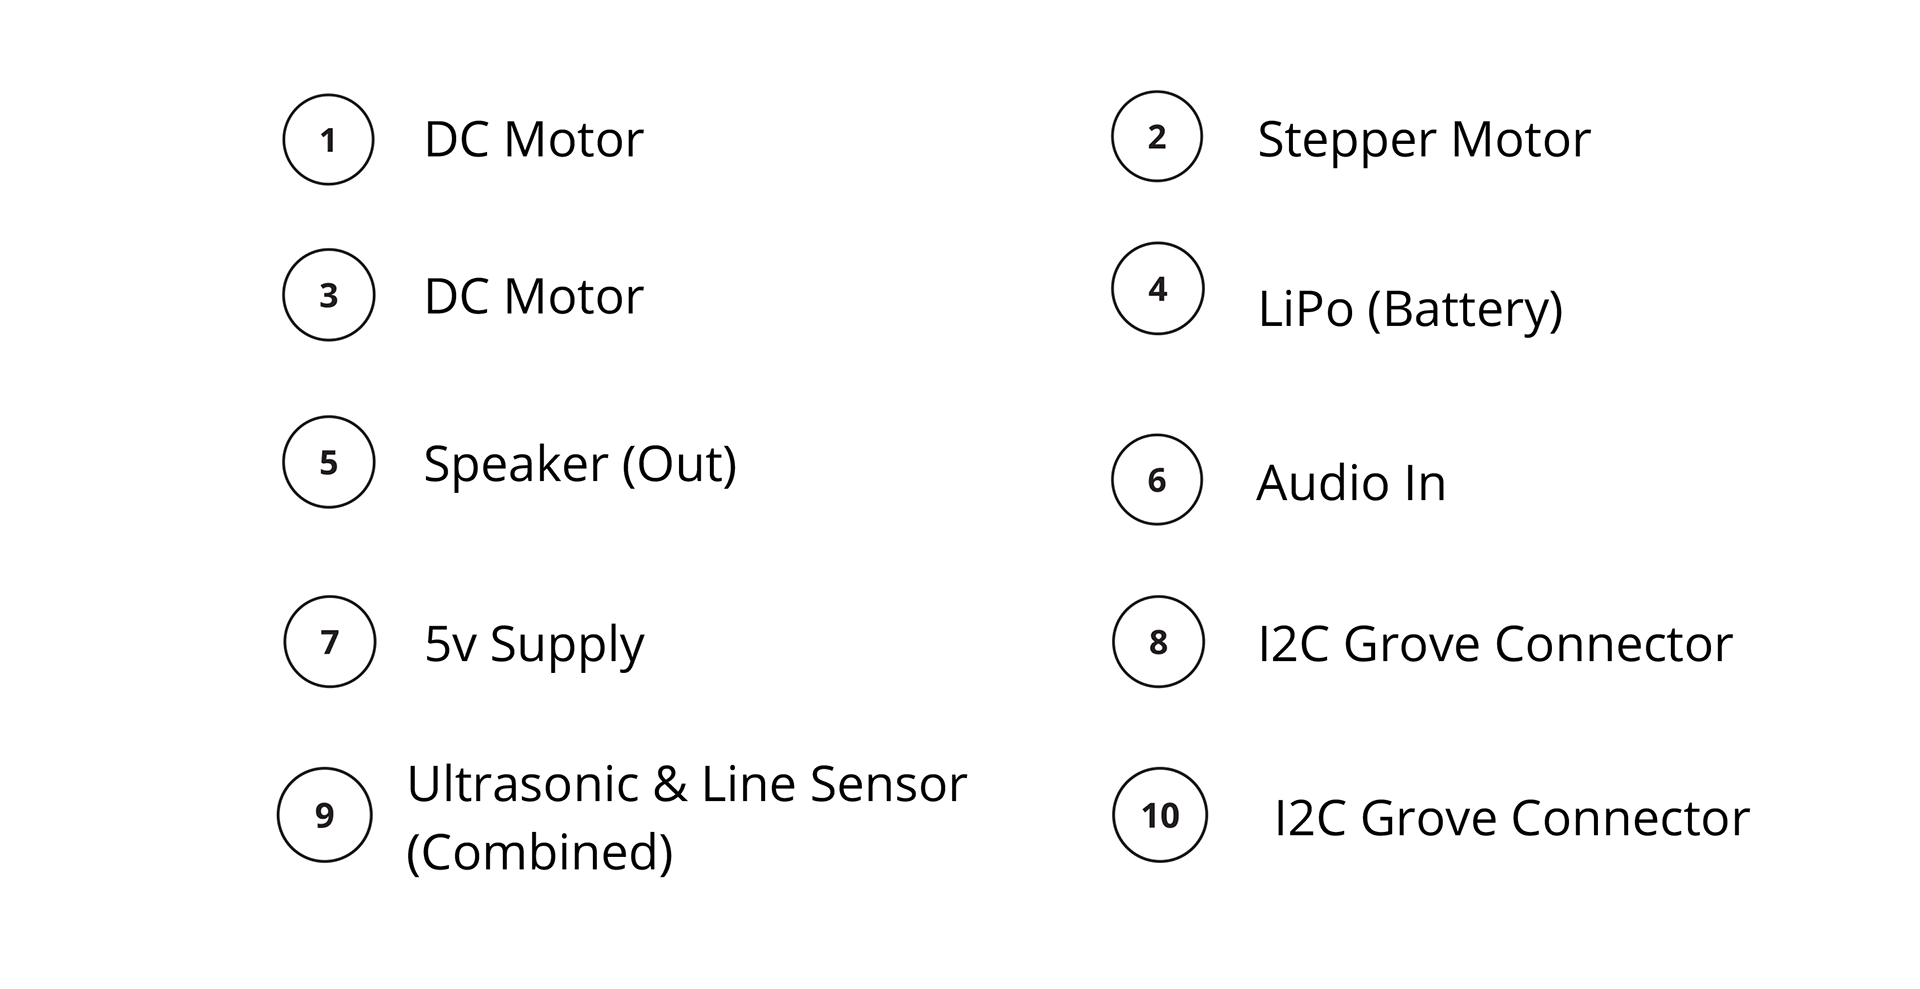 1 DC Motor
2 Stepper Motor
3 DC Motor
4 LiPo (Battery)
5 Speaker (Out)
6 Audio In
7 5v Supply
8 I2C Grove Connector
9 Ultrasonic & Line Sensor
(Combined)
10 I2C Grove Connector